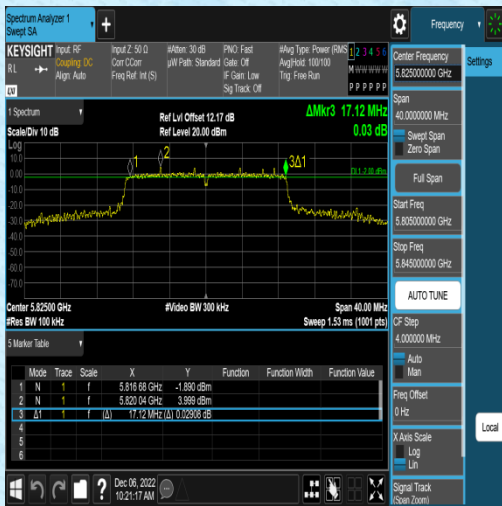 Spectrum Analyzer 1
Swept SA
Frequency
KEYSIGHT
Input: RF
Coupling: DC
Align: Auto
Input Z: 50 Ω
Corr CCorr
Freq Ref: Int (S)
#Atten: 30 dB
µW Path: Standard
PNO: Fast
Gate: Off
IF Gain: Low
Sig Track: Off
#Avg Type: Power (RMS
Avg|Hold: 100/100
Trig: Free Run
1 2 3 4 5 6
M W W W W W
P P P P P P
R L
LXI
1 Spectrum
Scale/Div 10 dB
Ref Lvl Offset 12.17 dB
Ref Level 20.00 dBm
ΔMkr3 17.12 MHz
0.03 dB
Log
10.0
0.00
-10.0
-20.0
-30.0
-40.0
-50.0
-60.0
-70.0
1
2
3Δ1
DL1 -2.00 dBm
Center 5.82500 GHz
#Res BW 100 kHz
#Video BW 300 kHz
Span 40.00 MHz
Sweep 1.53 ms (1001 pts)
5 Marker Table
Mode Trace Scale X Y Function Function Width Function Value
1 N 1 f 5.816 68 GHz -1.890 dBm
2 N 1 f 5.820 04 GHz 3.999 dBm
3 Δ1 1 f (Δ) 17.12 MHz (Δ) 0.02908 dB
4
5
6
?
Dec 06, 2022
10:21:17 AM
Center Frequency
5.825000000 GHz
Span
40.0000000 MHz
Swept Span
Zero Span
Full Span
Start Freq
5.805000000 GHz
Stop Freq
5.845000000 GHz
AUTO TUNE
CF Step
4.000000 MHz
Auto
Man
Freq Offset
0 Hz
X Axis Scale
Log
Lin
Signal Track
(Span Zoom)
Settings
Local